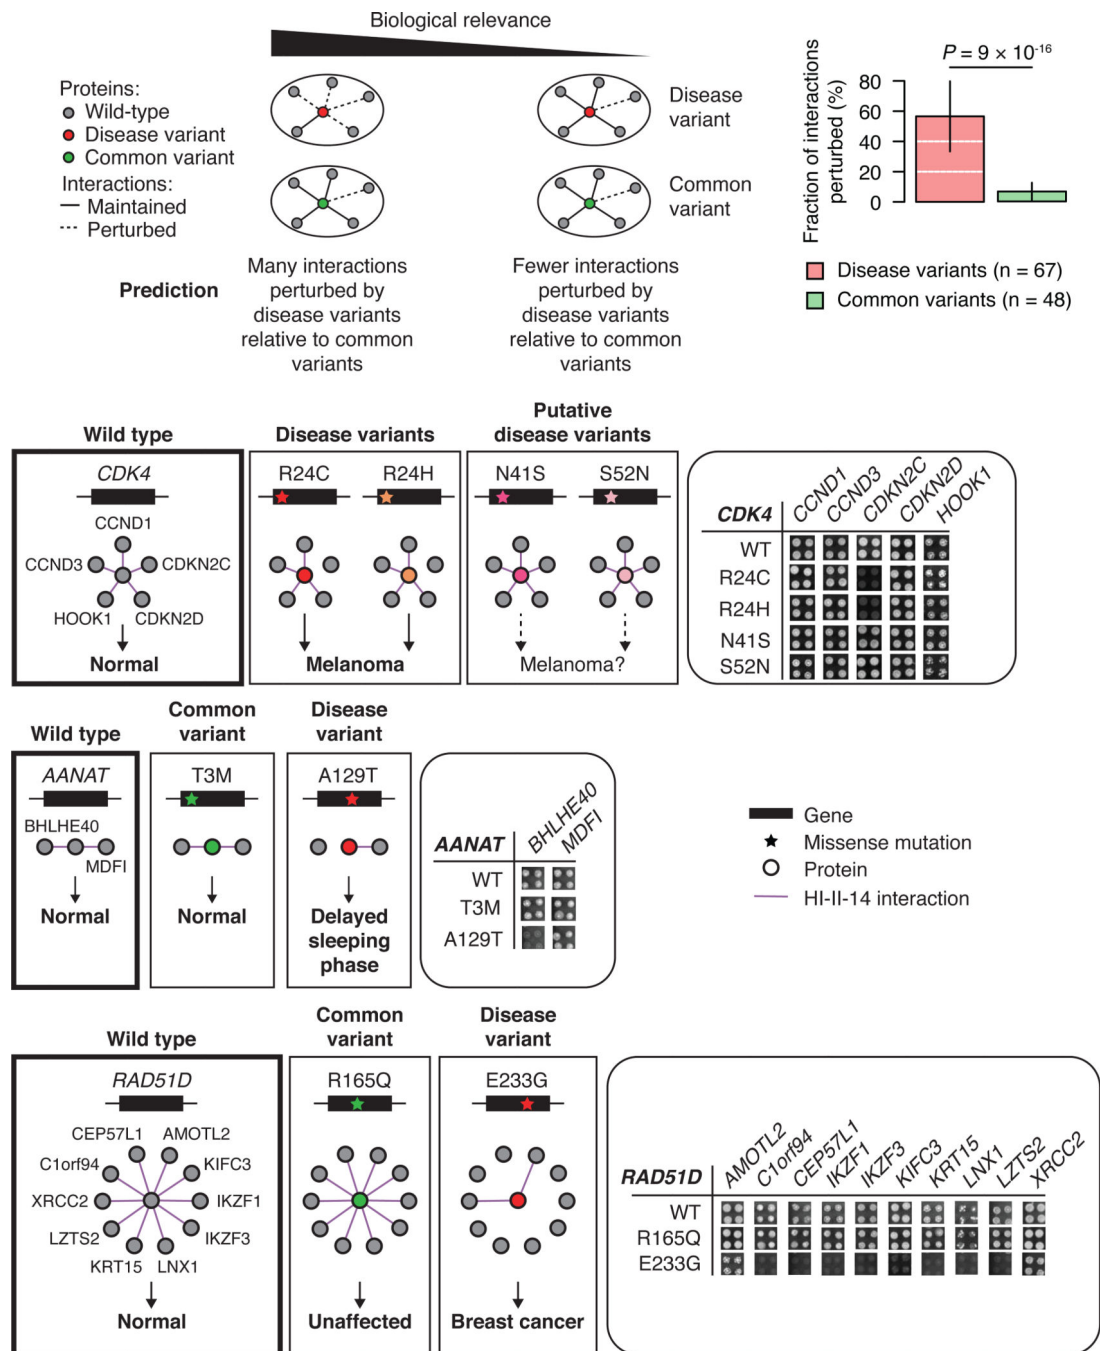 Biological relevance
Proteins:
Wild-type
Disease variant
Common variant
Interactions:
Maintained
Perturbed
Disease
variant
Common
variant
Prediction
Many interactions
perturbed by
disease variants
relative to common
variants
Fewer interactions
perturbed by
disease variants
relative to common
variants
P = 9 × 10-16
Fraction of interactions
perturbed (%)
80
60
40
20
0
Disease variants (n = 67)
Common variants (n = 48)
Wild type
CDK4
CCND1
CCND3
CDKN2C
HOOK1
CDKN2D
Normal
Disease variants
R24C
R24H
Melanoma
Putative
disease variants
N41S
S52N
Melanoma?
CDK4
CCND1
CCND3
CDKN2C
CDKN2D
HOOK1
WT
R24C
R24H
N41S
S52N
Wild type
AANAT
BHLHE40
MDFI
Normal
Common
variant
T3M
Normal
Disease
variant
A129T
Delayed
sleeping
phase
AANAT
BHLHE40
MDFI
WT
T3M
A129T
Gene
Missense mutation
Protein
HI-II-14 interaction
Wild type
RAD51D
CEP57L1
AMOTL2
C1orf94
KIFC3
XRCC2
IKZF1
LZTS2
IKZF3
KRT15
LNX1
Normal
Common
variant
R165Q
Unaffected
Disease
variant
E233G
Breast cancer
RAD51D
AMOTL2
C1orf94
CEP57L1
IKZF1
IKZF3
KIFC3
KRT15
LNX1
LZTS2
XRCC2
WT
R165Q
E233G